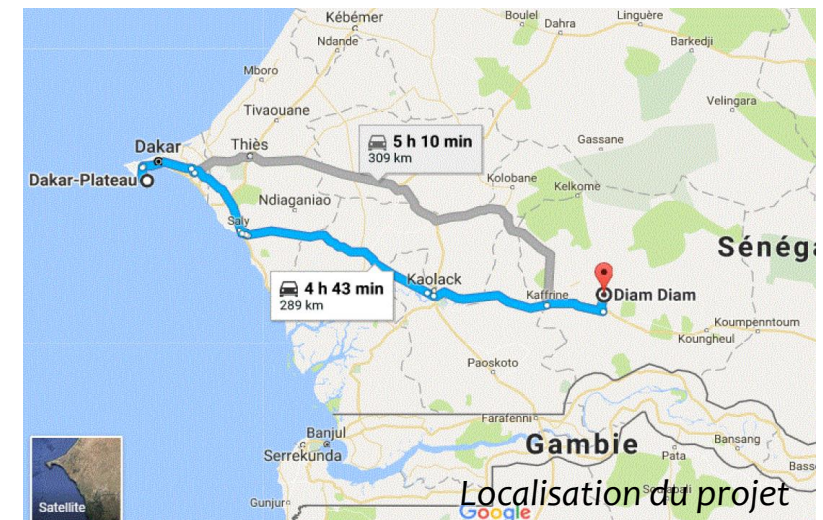 Kébémer
Boulel
Dahra
Linguère
Ndande
Barkedji
Mboro
Tivaouane
Velingara
Dakar
Thiès
5 h 10 min
309 km
Gassane
Dakar-Plateau
Kolobane
Kelkome
Ndiaganiao
Saly
Sénéga
4 h 43 min
289 km
Kaolack
Kaffrine
Diam Diam
Koumpenntoum
Koungheul
Paoskoto
Farafenni
Banjul
Serrekunda
Gambie
Bansang
Pata
Basse
Satellite
Gunjur
Localisation du projet
Google